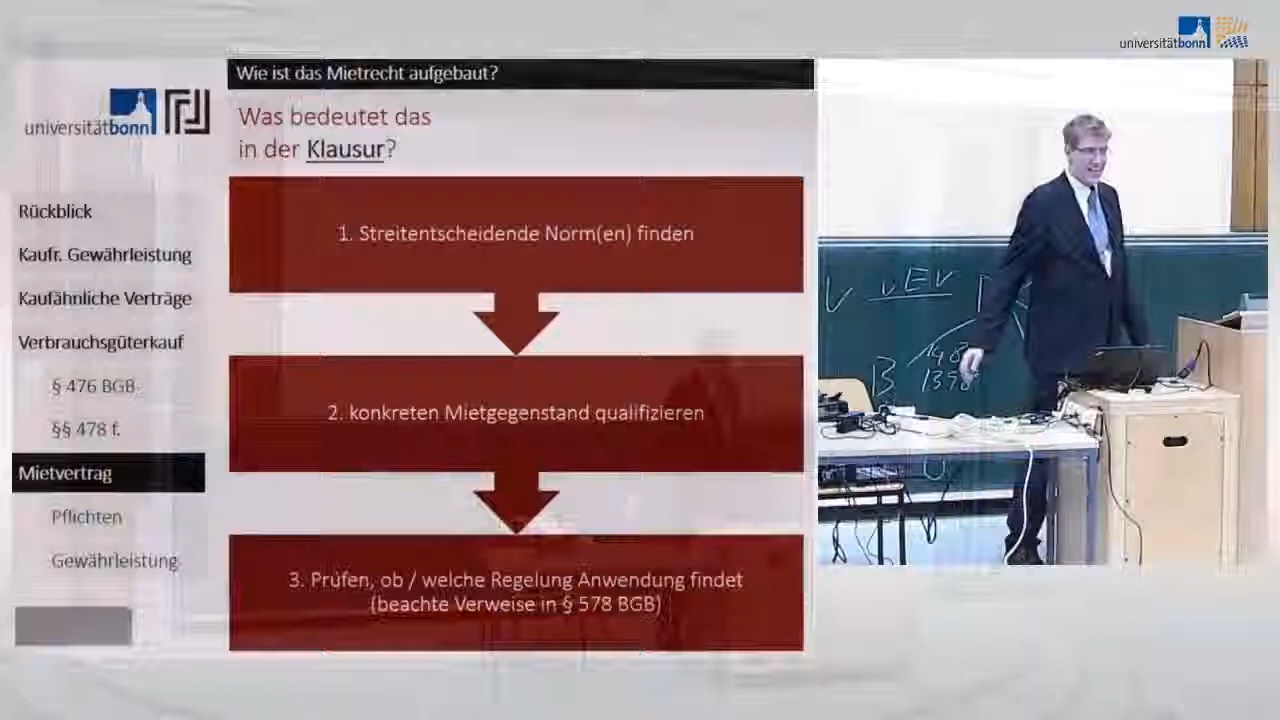 universitätbonn
Wie ist das Mietrecht aufgebaut?
universitätbonn
Was bedeutet das
in der Klausur?
Rückblick
Kaufr. Gewährleistung
Kaufähnliche Verträge
Verbrauchsgüterkauf
§ 476 BGB
§§ 478 f.
Mietvertrag
Pflichten
Gewährleistung
1. Streitentscheidende Norm(en) finden
2. konkreten Mietgegenstand qualifizieren
3. Prüfen, ob / welche Regelung Anwendung findet
(beachte Verweise in § 578 BGB)
V vEV
B